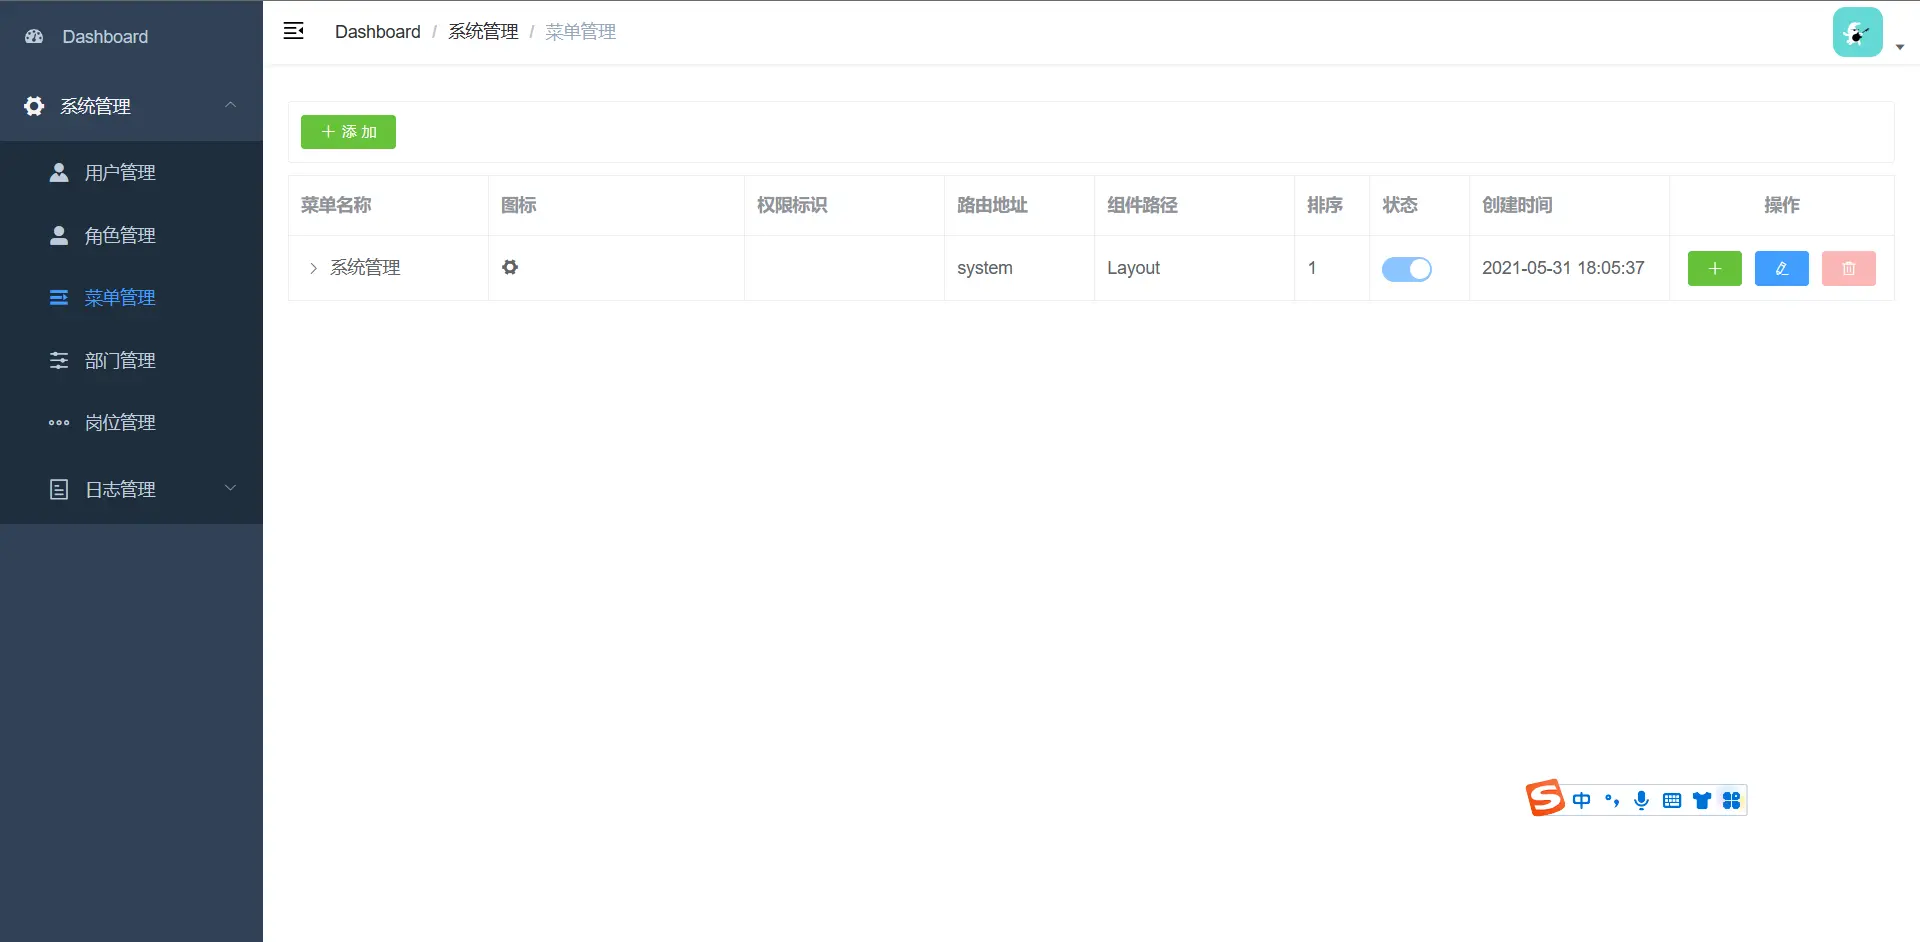 Dashboard
系统管理
用户管理
角色管理
菜单管理
部门管理
岗位管理
日志管理
Dashboard / 系统管理 / 菜单管理
添加
菜单名称 图标 权限标识 路由地址 组件路径 排序 状态 创建时间 操作
系统管理 system Layout 1 2021-05-31 18:05:37
S 中